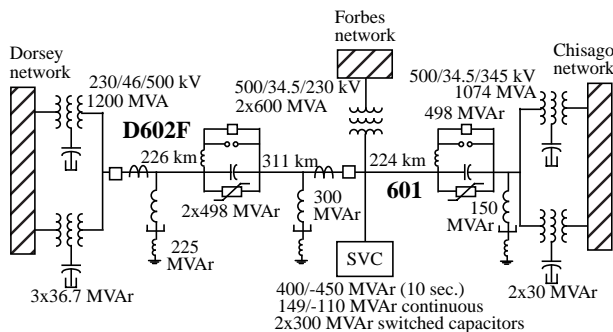 Forbes
network
Dorsey
network
Chisago
network
230/46/500 kV
1200 MVA
500/34.5/230 kV
2x600 MVA
500/34.5/345 kV
1074 MVA
498 MVAr
D602F
226 km
311 km
224 km
601
2x498 MVAr
300
MVAr
150
MVAr
225
MVAr
SVC
3x36.7 MVAr
400/-450 MVAr (10 sec.)
149/-110 MVAr continuous
2x300 MVAr switched capacitors
2x30 MVAr